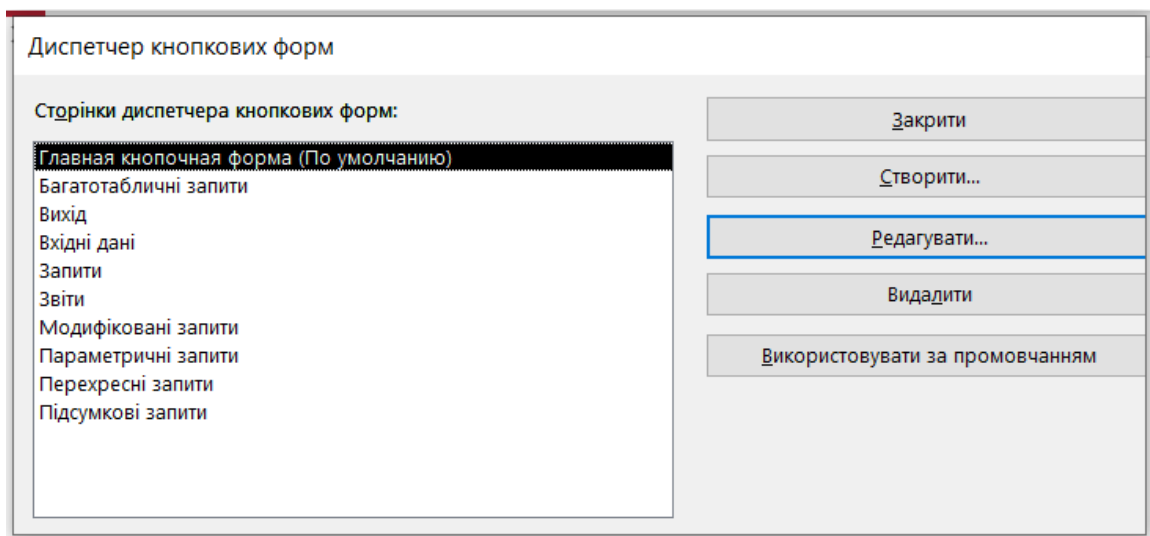 Диспетчер кнопкових форм
Сторінки диспетчера кнопкових форм:
Главная кнопочная форма (По умолчанию)
Багатотабличні запити
Вихід
Вхідні дані
Запити
Звіти
Модифіковані запити
Параметричні запити
Перехресні запити
Підсумкові запити
Закрити
Створити...
Редагувати...
Видалити
Використовувати за промовчанням